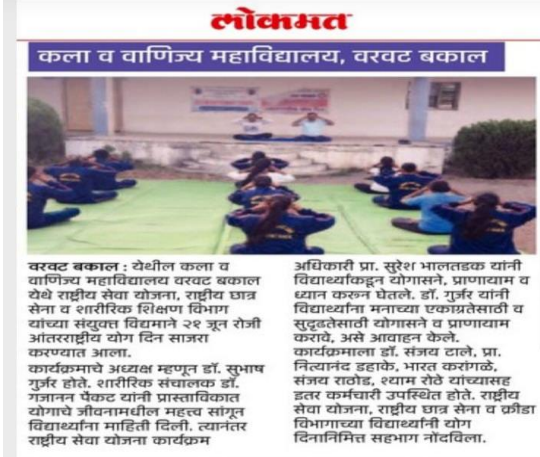 लोकमत
कला व वाणिज्य महाविद्यालय, वरवट बकाल
वरवट बकाल : येथील कला व
वाणिज्य महाविद्यालय वरवट बकाल
येथे राष्ट्रीय सेवा योजना, राष्ट्रीय छात्र
सेना व शारीरिक शिक्षण विभाग
यांच्या संयुक्त विद्यमाने २१ जून रोजी
आंतरराष्ट्रीय योग दिन साजरा
करण्यात आला.
कार्यक्रमाचे अध्यक्ष म्हणून डॉ. सुभाष
गुर्जर होते. शारीरिक संचालक डॉ.
गजानन पैकट यांनी प्रास्ताविकात
योगाचे जीवनामधील महत्त्व सांगून
विद्यार्थ्यांना माहिती दिली. त्यानंतर
राष्ट्रीय सेवा योजना कार्यक्रम
अधिकारी प्रा. सुरेश भालतडक यांनी
विद्यार्थ्यांकडून योगासने, प्राणायाम व
ध्यान करून घेतले. डॉ. गुर्जर यांनी
विद्यार्थ्यांना मनाच्या एकाग्रतेसाठी व
सुदृढतेसाठी योगासने व प्राणायाम
करावे, असे आवाहन केले.
कार्यक्रमाला डॉ. संजय टाले, प्रा.
नित्यानंद डहाके, भारत करांगळे,
संजय राठोड, श्याम रोठे यांच्यासह
इतर कर्मचारी उपस्थित होते. राष्ट्रीय
सेवा योजना, राष्ट्रीय छात्र सेना व क्रीडा
विभागाच्या विद्यार्थ्यांनी योग
दिनानिमित्त सहभाग नोंदविला.